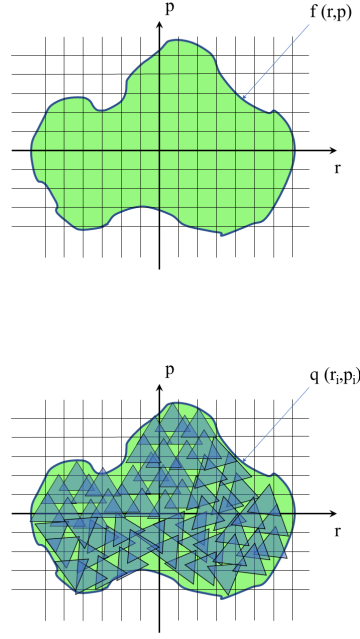 p
f (r,p)
r
p
q (rᵢ,pᵢ)
r